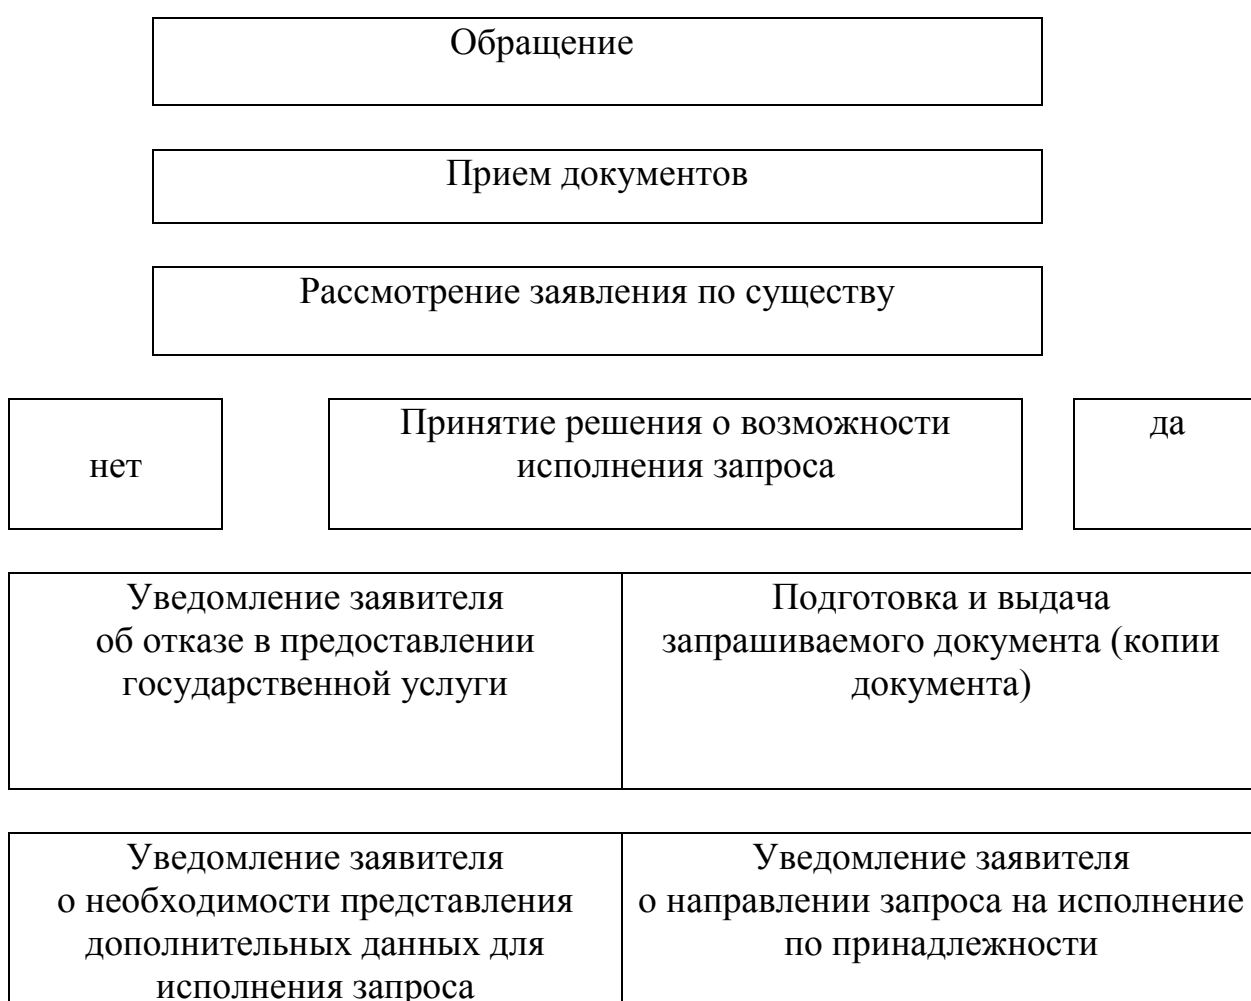 Обращение
Прием документов
Рассмотрение заявления по существу
нет
Принятие решения о возможности
исполнения запроса
да
Уведомление заявителя
об отказе в предоставлении
государственной услуги
Подготовка и выдача
запрашиваемого документа (копии
документа)
Уведомление заявителя
о необходимости представления
дополнительных данных для
исполнения запроса
Уведомление заявителя
о направлении запроса на исполнение
по принадлежности